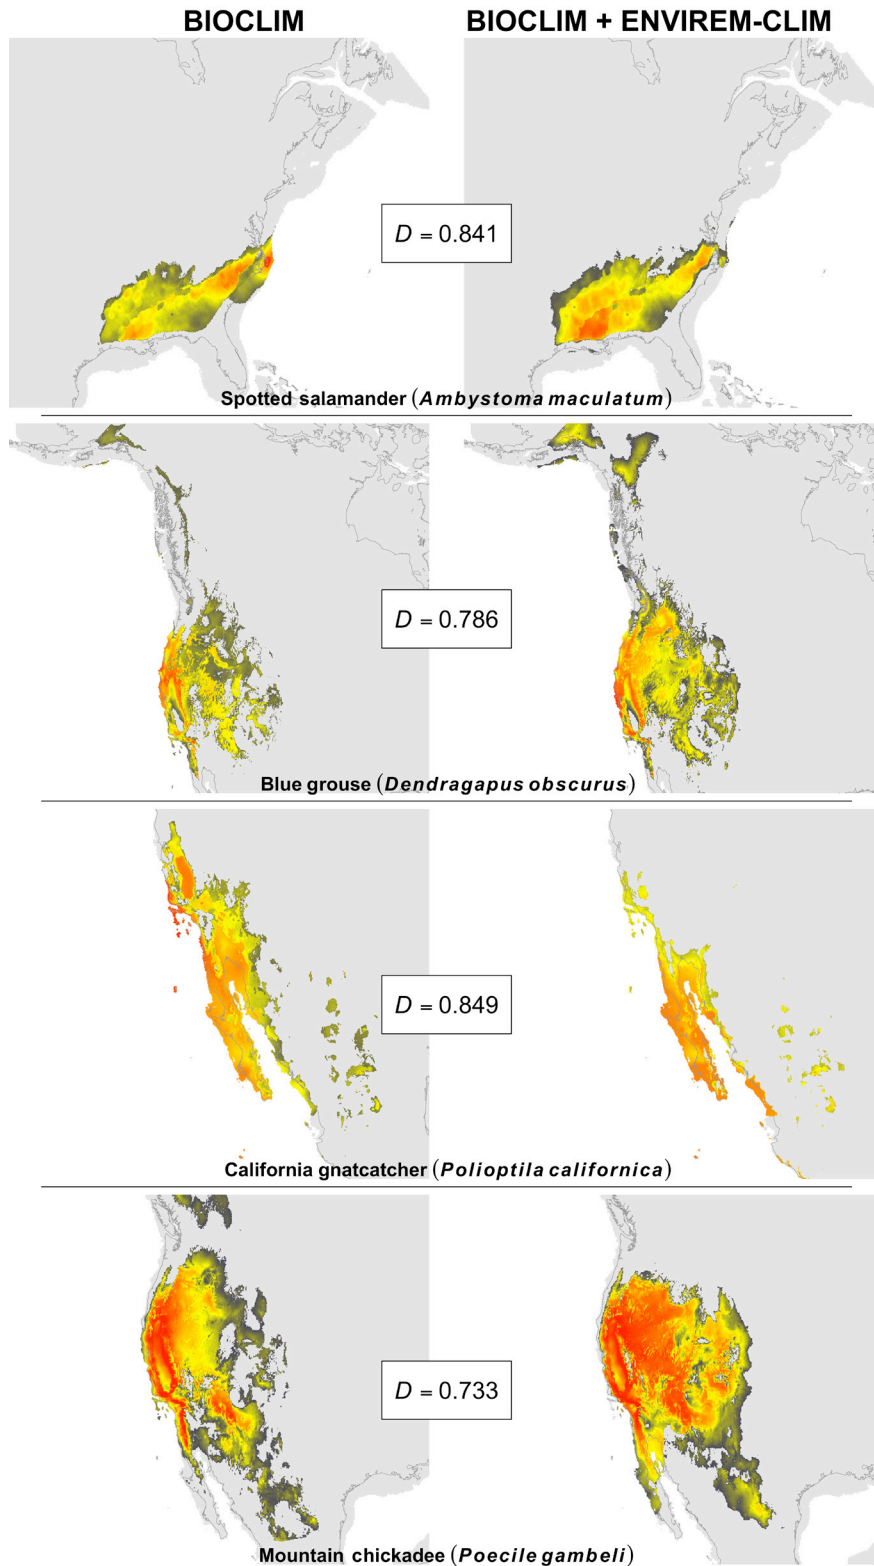 BIOCLIM BIOCLIM + ENVIREM-CLIM
D = 0.841
Spotted salamander (Ambystoma maculatum)
D = 0.786
Blue grouse (Dendragapus obscurus)
D = 0.849
California gnatcatcher (Polioptila californica)
D = 0.733
Mountain chickadee (Poecile gambeli)